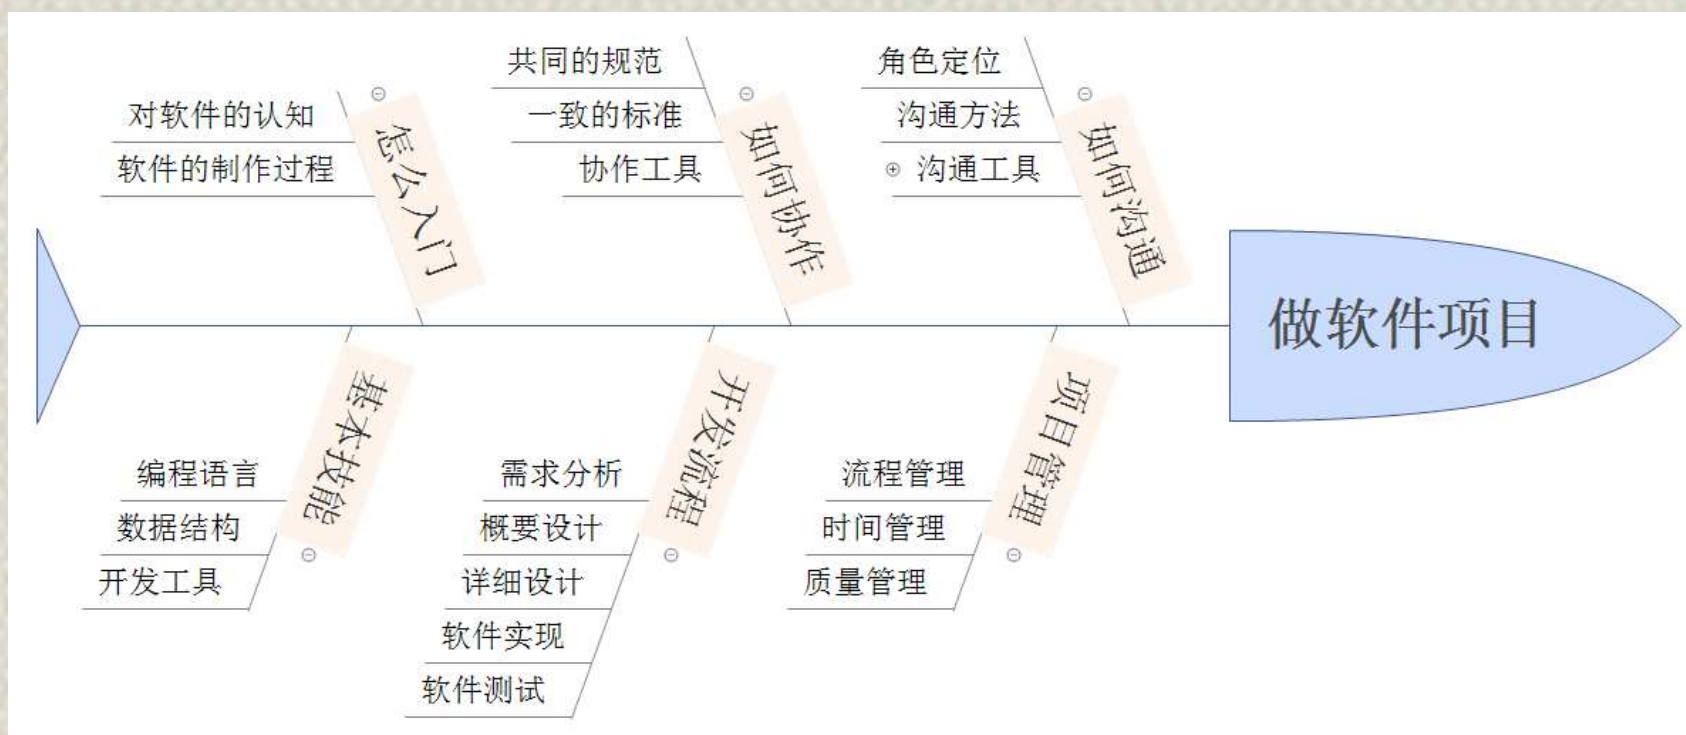 对软件的认知
软件的制作过程
怎么入门
共同的规范
一致的标准
协作工具
如何协作
角色定位
沟通方法
沟通工具
如何沟通
做软件项目
基本技能
编程语言
数据结构
开发工具
开发流程
需求分析
概要设计
详细设计
软件实现
软件测试
项目管理
流程管理
时间管理
质量管理